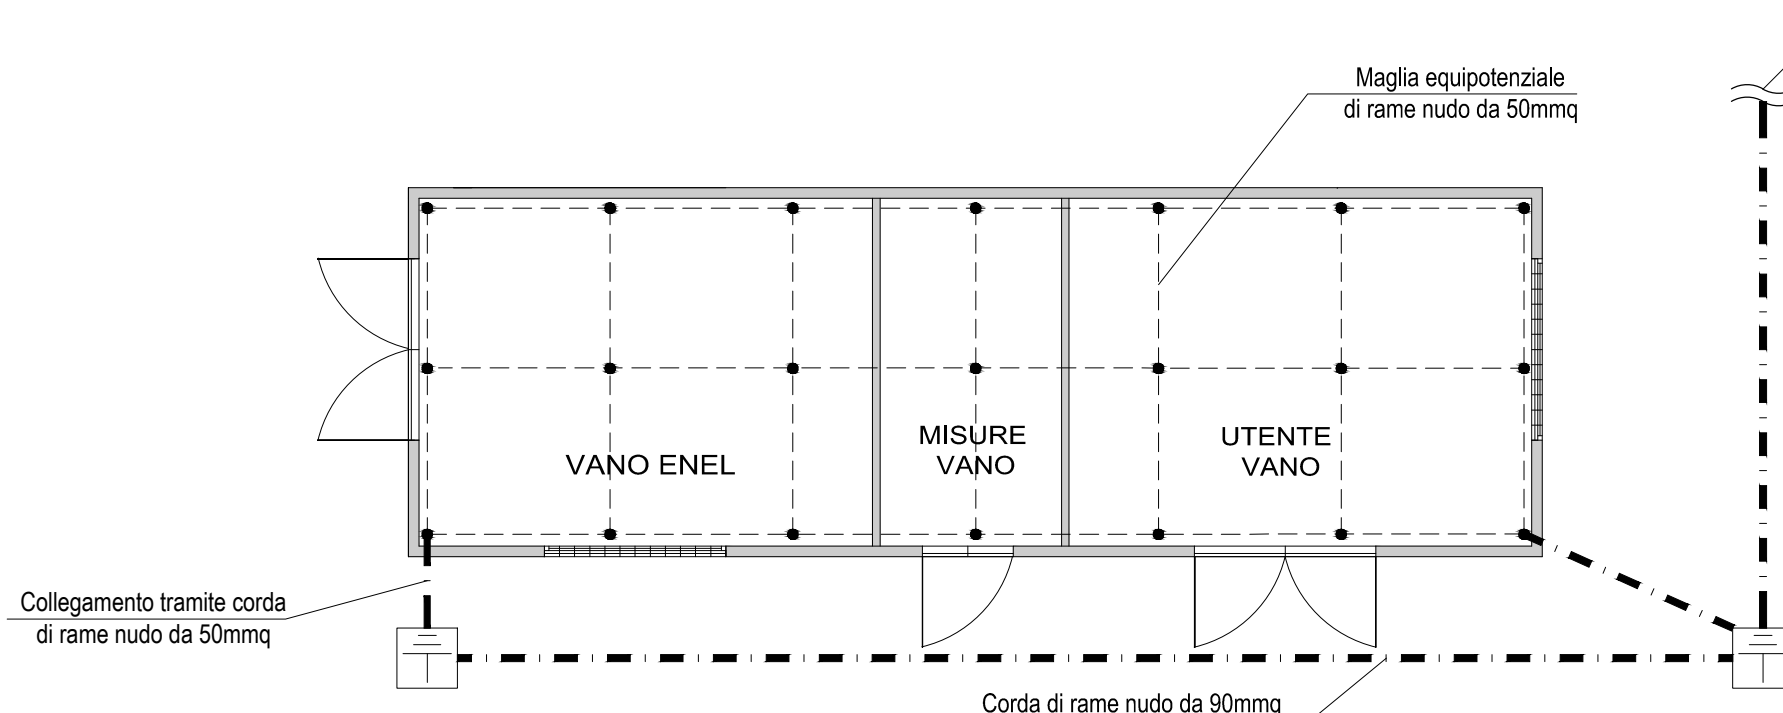 Maglia equipotenziale
di rame nudo da 50mmq
VANO ENEL
MISURE
VANO
UTENTE
VANO
Collegamento tramite corda
di rame nudo da 50mmq
Corda di rame nudo da 90mmq